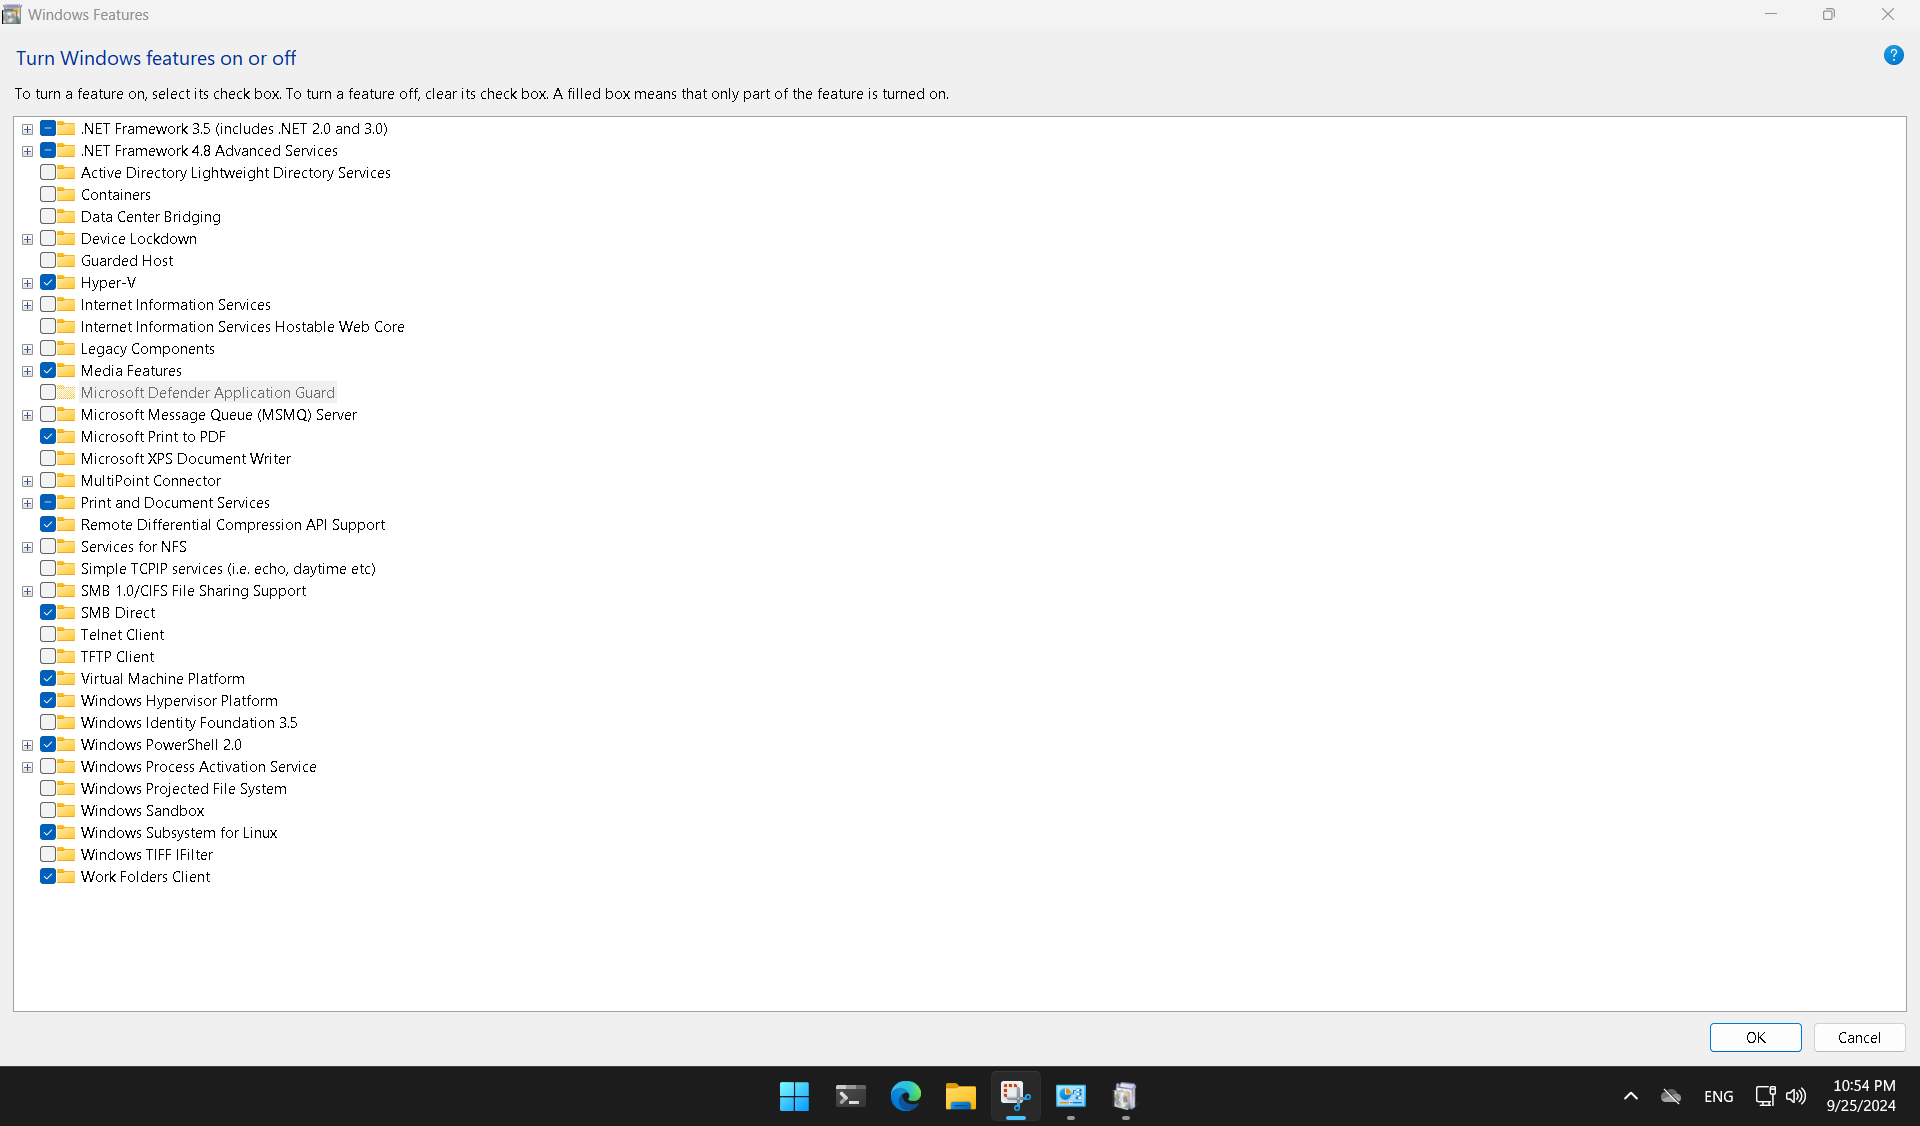 Windows Features
Turn Windows features on or off
To turn a feature on, select its check box. To turn a feature off, clear its check box. A filled box means that only part of the feature is turned on.
.NET Framework 3.5 (includes .NET 2.0 and 3.0)
.NET Framework 4.8 Advanced Services
Active Directory Lightweight Directory Services
Containers
Data Center Bridging
Device Lockdown
Guarded Host
Hyper-V
Internet Information Services
Internet Information Services Hostable Web Core
Legacy Components
Media Features
Microsoft Defender Application Guard
Microsoft Message Queue (MSMQ) Server
Microsoft Print to PDF
Microsoft XPS Document Writer
MultiPoint Connector
Print and Document Services
Remote Differential Compression API Support
Services for NFS
Simple TCPIP services (i.e. echo, daytime etc)
SMB 1.0/CIFS File Sharing Support
SMB Direct
Telnet Client
TFTP Client
Virtual Machine Platform
Windows Hypervisor Platform
Windows Identity Foundation 3.5
Windows PowerShell 2.0
Windows Process Activation Service
Windows Projected File System
Windows Sandbox
Windows Subsystem for Linux
Windows TIFF IFilter
Work Folders Client
OK
Cancel
ENG
10:54 PM
9/25/2024